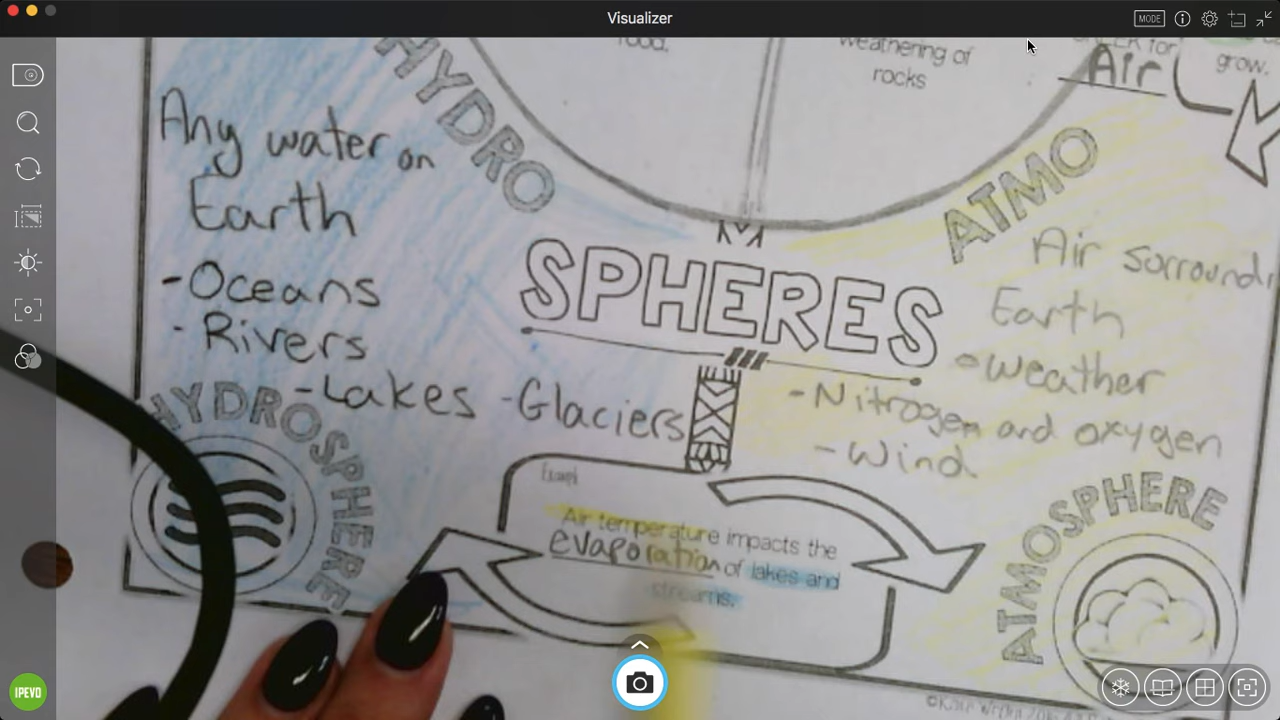 Visualizer
MODE
food.
weathering of
rocks
for
Air
grow.
HYDRO
ATMO
Any water on
Earth
- Oceans
- Rivers
- Lakes - Glaciers
SPHERES
Air
Earth
- Weather
- Nitrogen and oxygen
- Wind
HYDROSPHERE
ATMOSPHERE
Air temperature impacts the
evaporation of lakes and
streams.
IPEVO